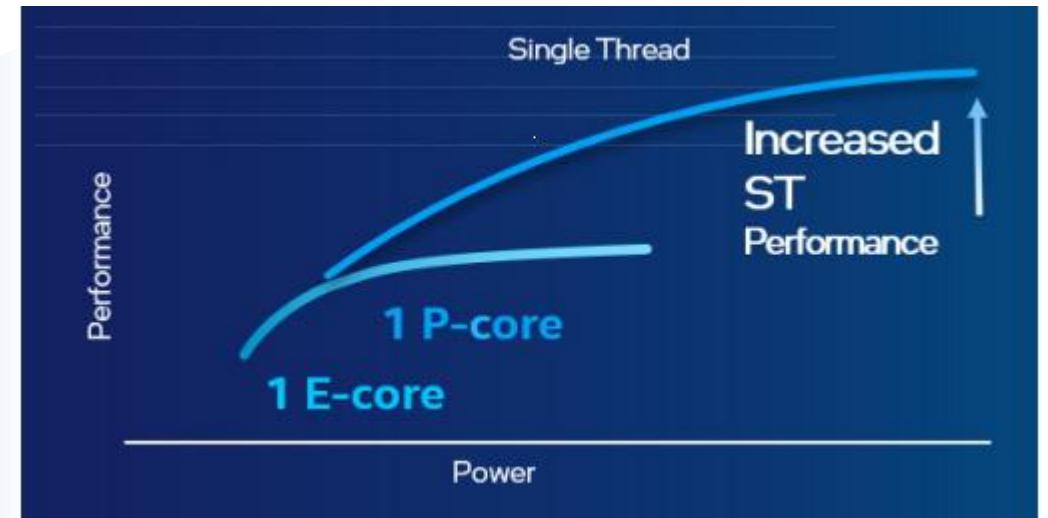 Single Thread
Increased
ST
Performance
Performance
1 P-core
1 E-core
Power